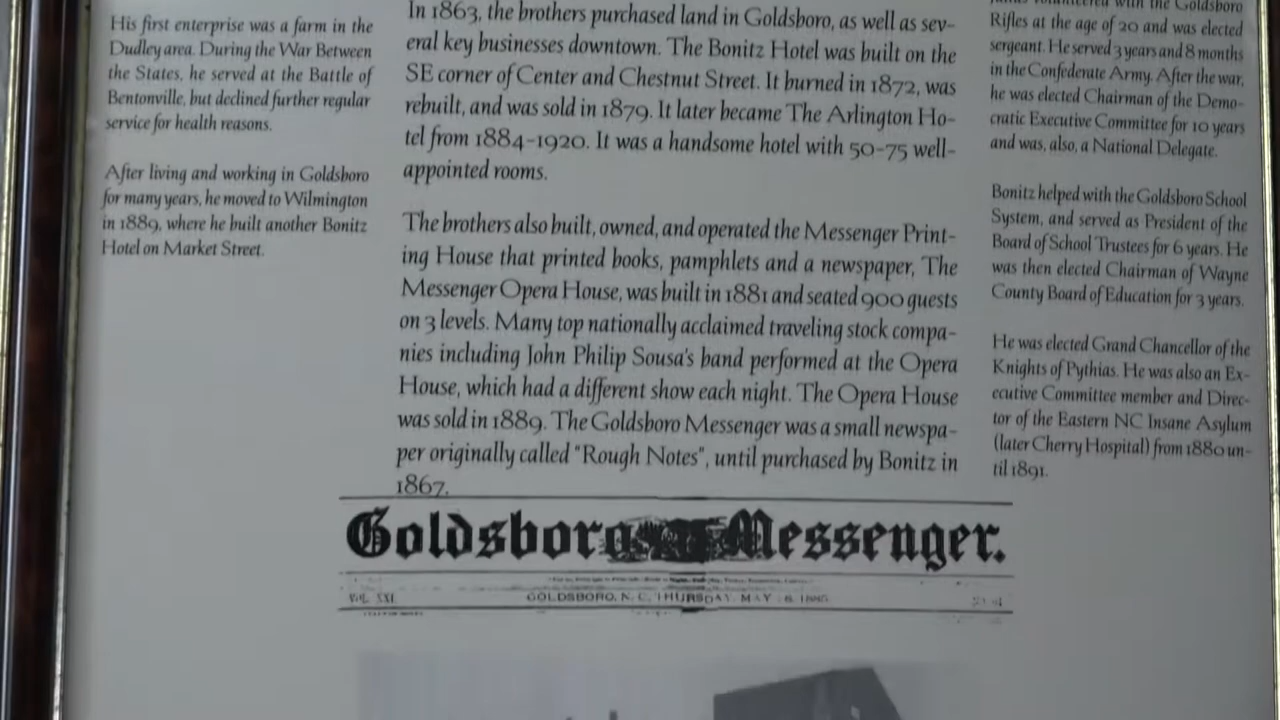 His first enterprise was a farm in the
Dudley area. During the War Between
the States, he served at the Battle of
Bentonville, but declined further regular
service for health reasons.
After living and working in Goldsboro
for many years, he moved to Wilmington
in 1889, where he built another Bonitz
Hotel on Market Street.
In 1863, the brothers purchased land in Goldsboro, as well as sev-
eral key businesses downtown. The Bonitz Hotel was built on the
SE corner of Center and Chestnut Street. It burned in 1872, was
rebuilt, and was sold in 1879. It later became The Arlington Ho-
tel from 1884-1920. It was a handsome hotel with 50-75 well-
appointed rooms.
The brothers also built, owned, and operated the Messenger Print-
ing House that printed books, pamphlets and a newspaper, The
Messenger Opera House, was built in 1881 and seated 900 guests
on 3 levels. Many top nationally acclaimed traveling stock compa-
nies including John Philip Sousa's band performed at the Opera
House, which had a different show each night. The Opera House
was sold in 1889. The Goldsboro Messenger was a small newspa-
per originally called "Rough Notes", until purchased by Bonitz in
1867.
Goldsboro Messenger.
VOL. XXI.
GOLDSBORO, N. C. THURSDAY, MAY
volunteered with the Goldsboro
Rifles at the age of 20 and was elected
sergeant. He served 3 years and 8 months
in the Confederate Army. After the war,
he was elected Chairman of the Demo-
cratic Executive Committee for 10 years
and was, also, a National Delegate.
Bonitz helped with the Goldsboro School
System, and served as President of the
Board of School Trustees for 6 years. He
was then elected Chairman of Wayne
County Board of Education for 3 years.
He was elected Grand Chancellor of the
Knights of Pythias. He was also an Ex-
ecutive Committee member and Direc-
tor of the Eastern NC Insane Asylum
(later Cherry Hospital) from 1880 un-
til 1891.